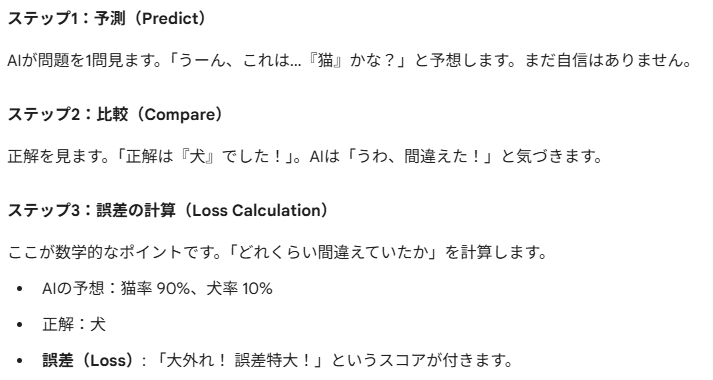 ステップ1：予測（Predict）
AIが問題を1問見ます。「うーん、これは...『猫』かな？」と予想します。まだ自信はありません。
ステップ2：比較（Compare）
正解を見ます。「正解は『犬』でした！」。AIは「うわ、間違えた！」と気づきます。
ステップ3：誤差の計算（Loss Calculation）
ここが数学的なポイントです。「どれくらい間違えていたか」を計算します。
• AIの予想：猫率 90%、犬率 10%
• 正解：犬
• 誤差（Loss）: 「大外れ！ 誤差特大！」というスコアが付きます。